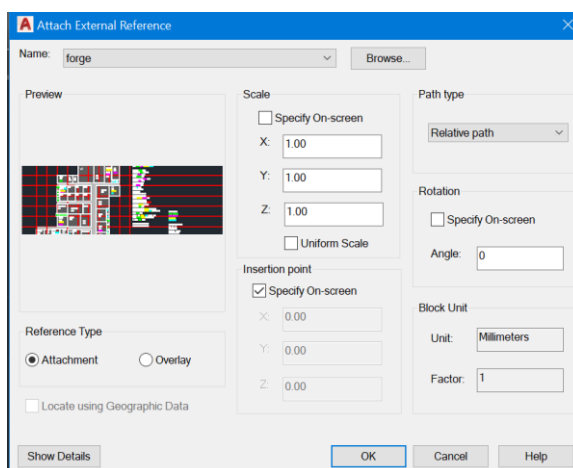 Attach External Reference
Name: forge Browse...
Preview
Scale
Specify On-screen
X: 1.00
Y: 1.00
Z: 1.00
Uniform Scale
Path type
Relative path
Rotation
Specify On-screen
Angle: 0
Insertion point
Specify On-screen
X: 0.00
Y: 0.00
Z: 0.00
Block Unit
Unit: Millimeters
Factor: 1
Reference Type
Attachment Overlay
Locate using Geographic Data
Show Details OK Cancel Help